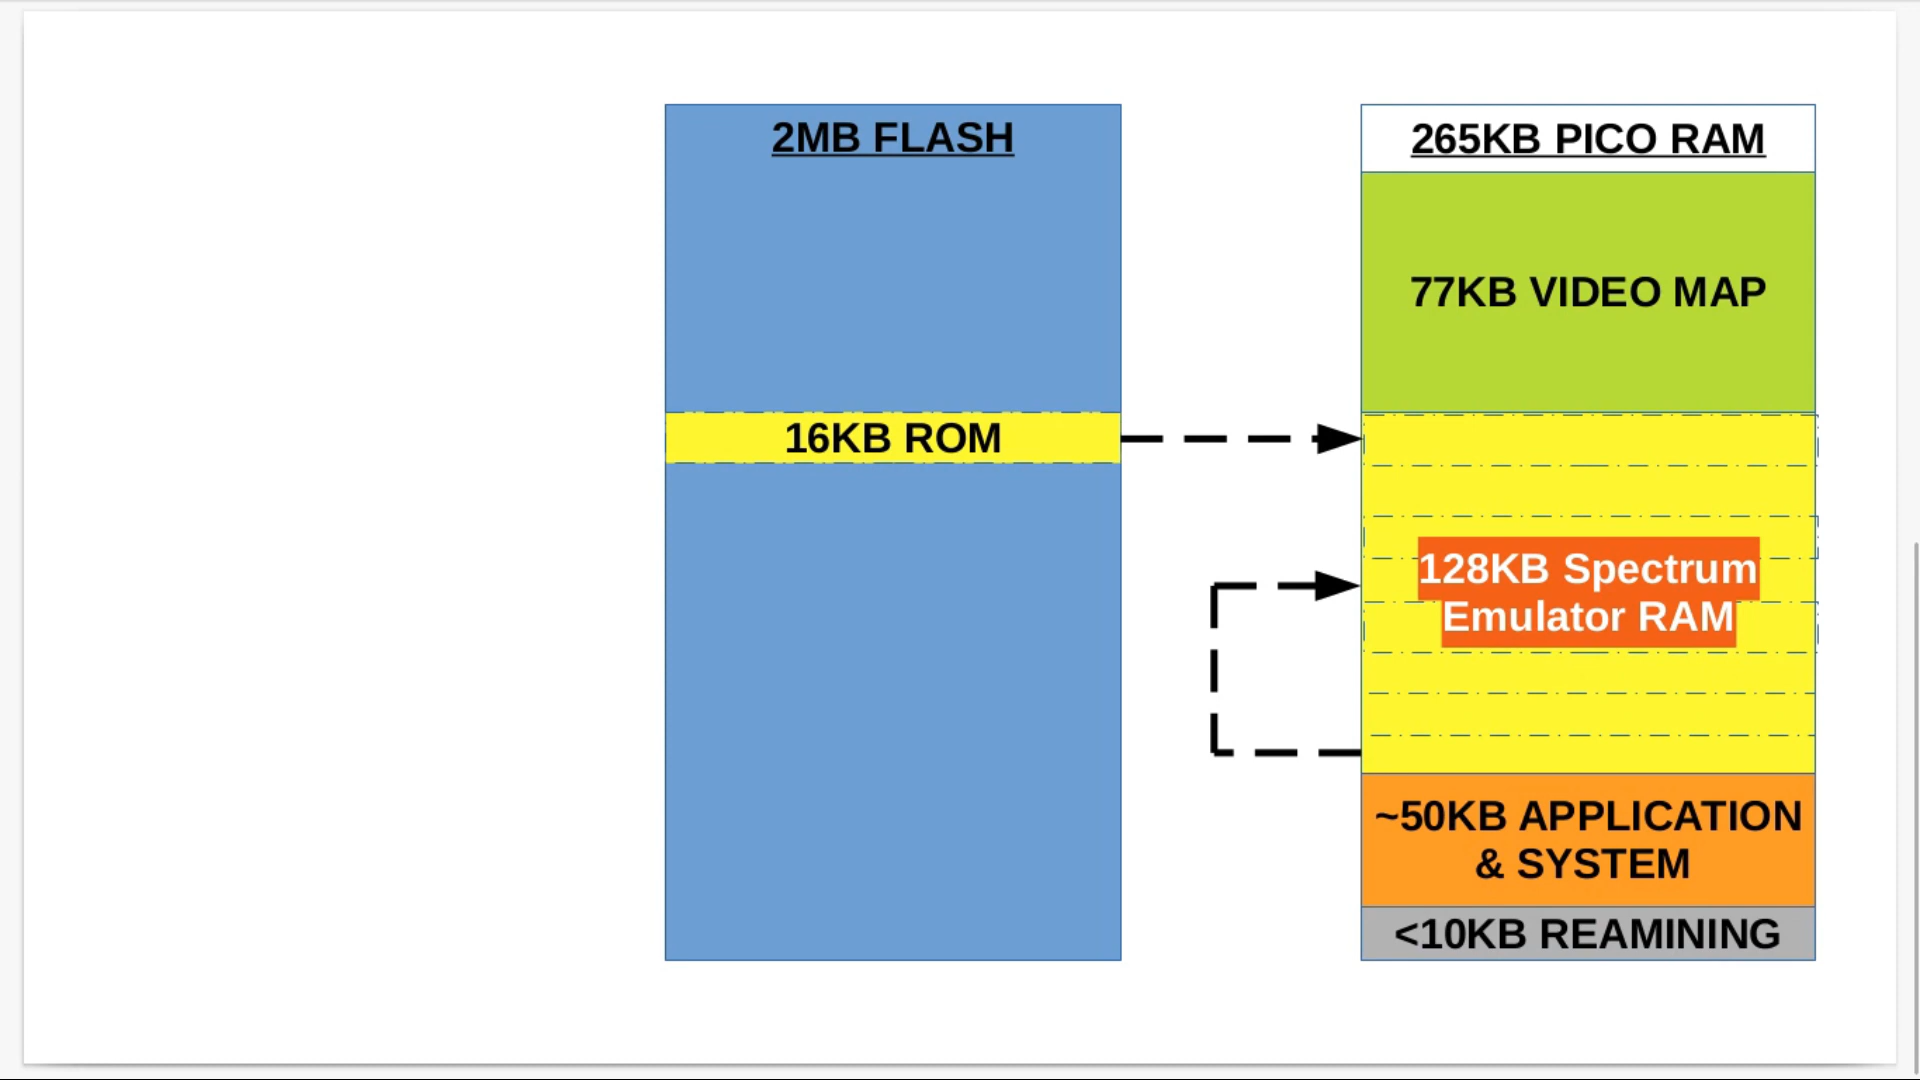 2MB FLASH
265KB PICO RAM
77KB VIDEO MAP
16KB ROM
128KB Spectrum
Emulator RAM
~50KB APPLICATION
& SYSTEM
<10KB REAMINING